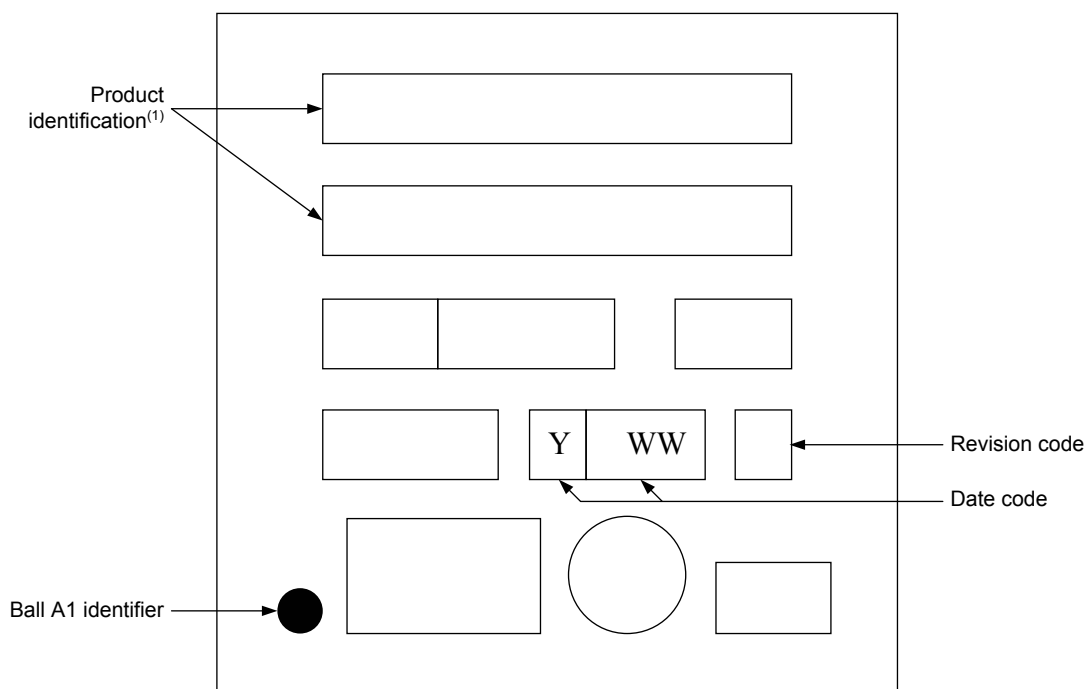 Product
identification(1)
Y WW
Revision code
Date code
Ball A1 identifier